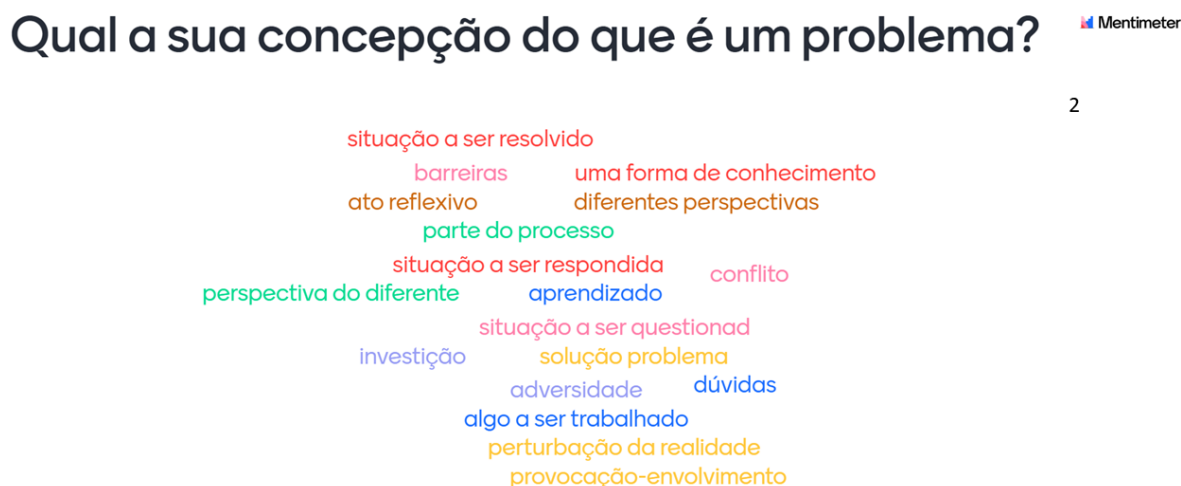 Qual a sua concepção do que é um problema?
Mentimeter
2
situação a ser resolvido
barreiras
uma forma de conhecimento
ato reflexivo
diferentes perspectivas
parte do processo
situação a ser respondida
conflito
perspectiva do diferente
aprendizado
situação a ser questionad
investição
solução problema
adversidade
dúvidas
algo a ser trabalhado
perturbação da realidade
provocação-envolvimento